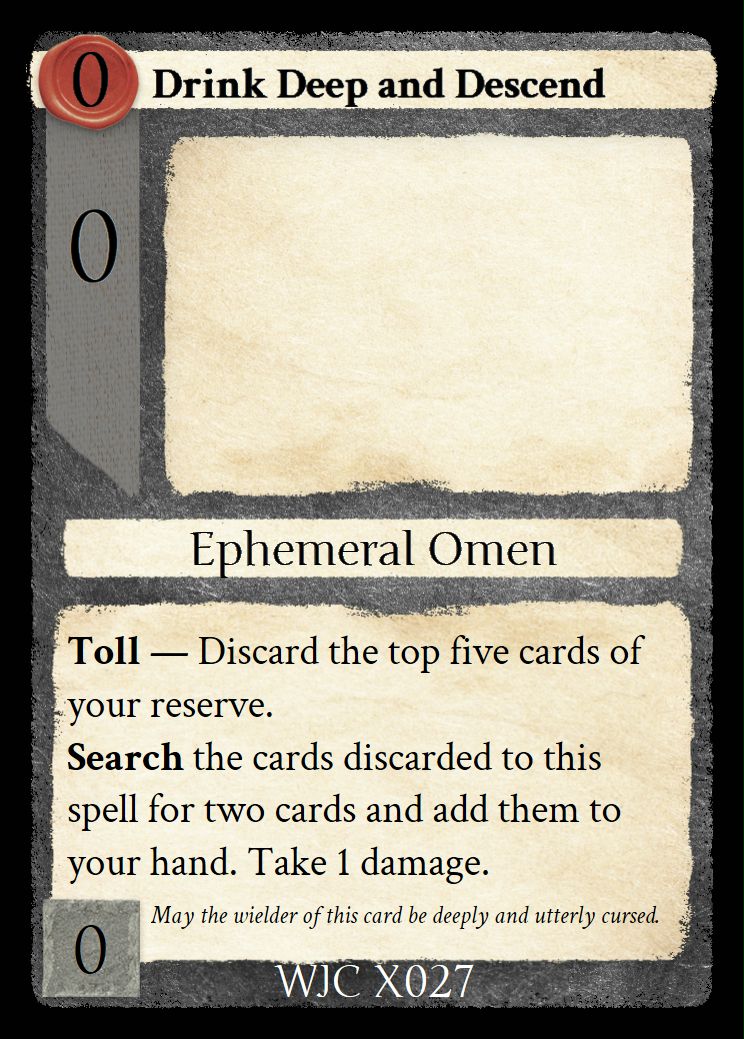 0
Drink Deep and Descend
0
Ephemeral Omen
Toll — Discard the top five cards of
your reserve.
Search the cards discarded to this
spell for two cards and add them to
your hand. Take 1 damage.
May the wielder of this card be deeply and utterly cursed.
0
WJC X027